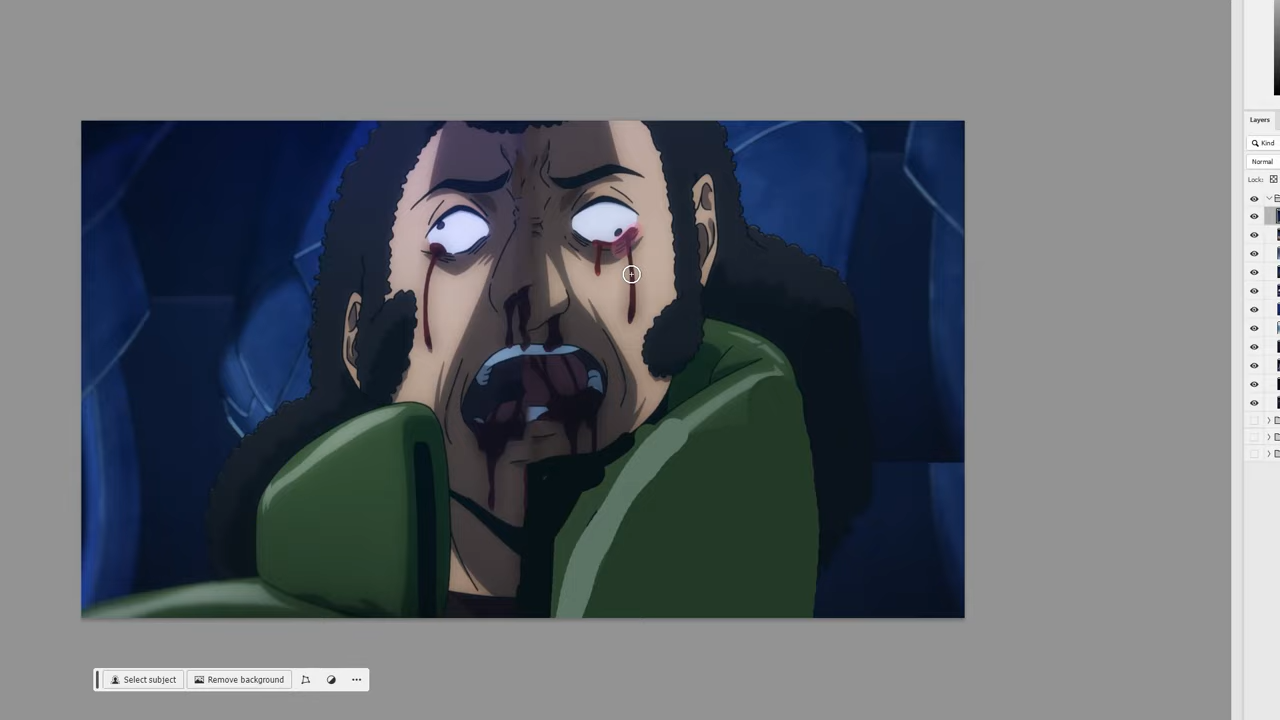 Layers
Kind
Normal
Lock:
Select subject
Remove background